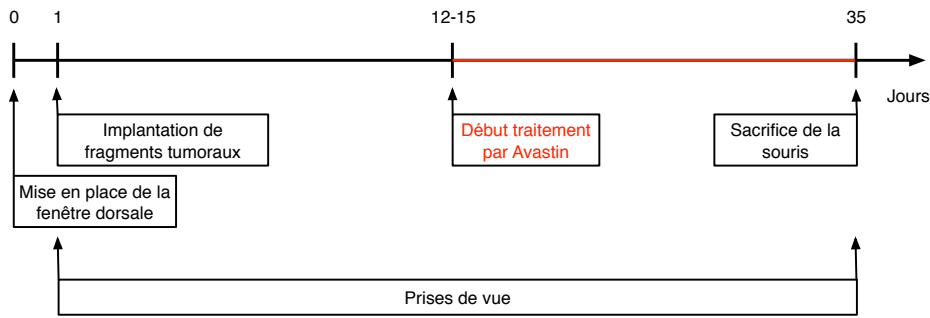 0 1 12-15 35
Jours
Implantation de
fragments tumoraux
Début traitement
par Avastin
Sacrifice de la
souris
Mise en place de la
fenêtre dorsale
Prises de vue